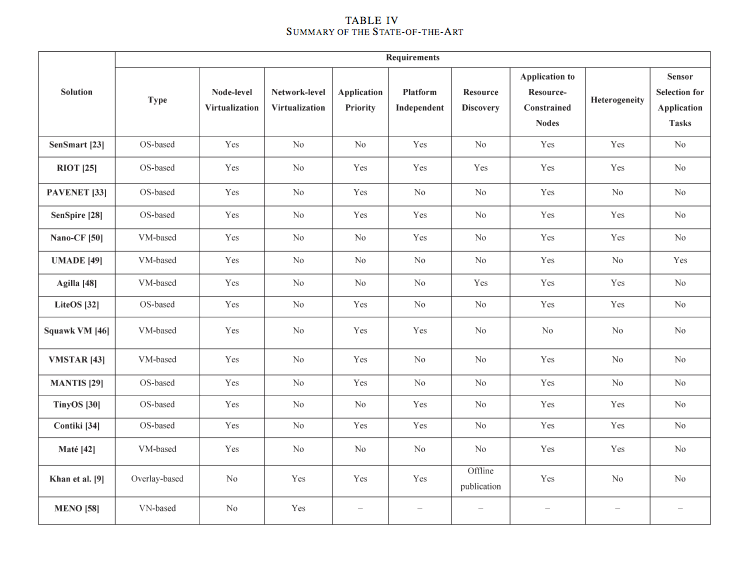 TABLE IV
SUMMARY OF THE STATE-OF-THE-ART
Requirements
Solution
Type
Node-level
Virtualization
Network-level
Virtualization
Application
Priority
Platform
Independent
Resource
Discovery
Application to
Resource-
Constrained
Nodes
Heterogeneity
Sensor
Selection for
Application
Tasks
SenSmart [23] OS-based Yes No No Yes No Yes Yes No
RIOT [25] OS-based Yes No Yes Yes Yes Yes Yes No
PAVENET [33] OS-based Yes No Yes No No Yes No No
SenSpire [28] OS-based Yes No Yes Yes No Yes Yes No
Nano-CF [50] VM-based Yes No No Yes No Yes Yes No
UMADE [49] VM-based Yes No No No No Yes No Yes
Agilla [48] VM-based Yes No No No Yes Yes Yes No
LiteOS [32] OS-based Yes No Yes No No Yes Yes No
Squawk VM [46] VM-based Yes No Yes Yes No No No No
VMSTAR [43] VM-based Yes No Yes No No Yes No No
MANTIS [29] OS-based Yes No Yes No No Yes No No
TinyOS [30] OS-based Yes No No Yes No Yes Yes No
Contiki [34] OS-based Yes No Yes Yes No Yes Yes No
Maté [42] VM-based Yes No No No No Yes Yes No
Khan et al. [9] Overlay-based No Yes Yes Yes Offline publication Yes No No
MENO [58] VN-based No Yes – – – – – –